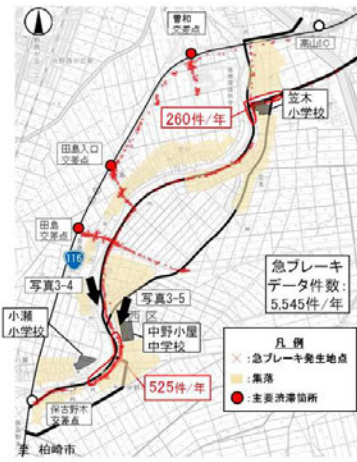 曽和
交差点
高山IC
笠木
小学校
260件/年
田島入口
交差点
田島
交差点
116
写真3-4
写真3-5
西区
小瀬
小学校
中野小屋
中学校
525件/年
保古野木
交差点
至 柏崎市
急ブレーキ
データ件数:
5,545件/年
凡 例
:急ブレーキ発生地点
:集落
:主要渋滞箇所